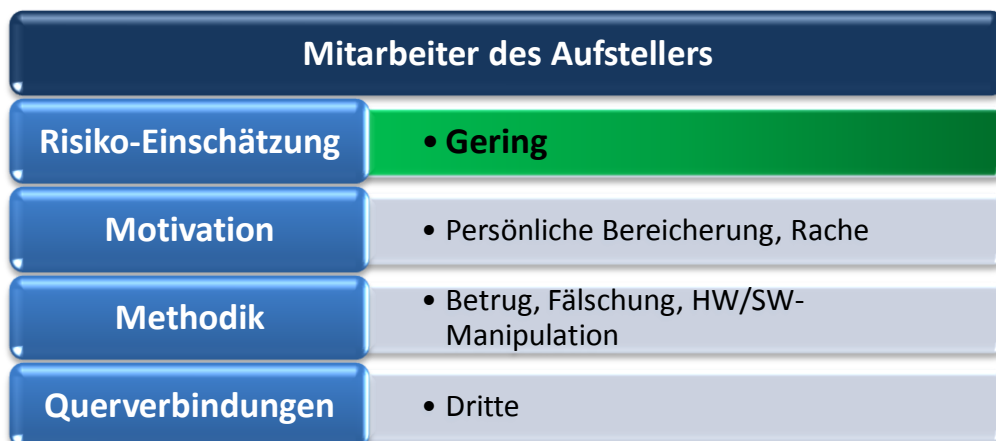 Mitarbeiter des Aufstellers
Risiko-Einschätzung
• Gering
Motivation
• Persönliche Bereicherung, Rache
Methodik
• Betrug, Fälschung, HW/SW-
Manipulation
Querverbindungen
• Dritte